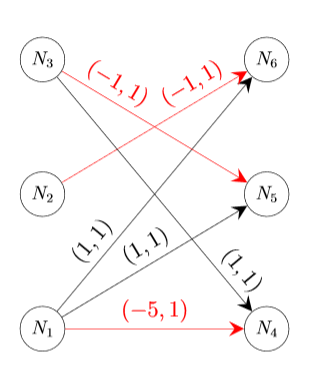 N₃
N₆
(−1, 1)
(−1, 1)
N₂
N₅
(1, 1)
(1, 1)
(1, 1)
(−5, 1)
N₁
N₄